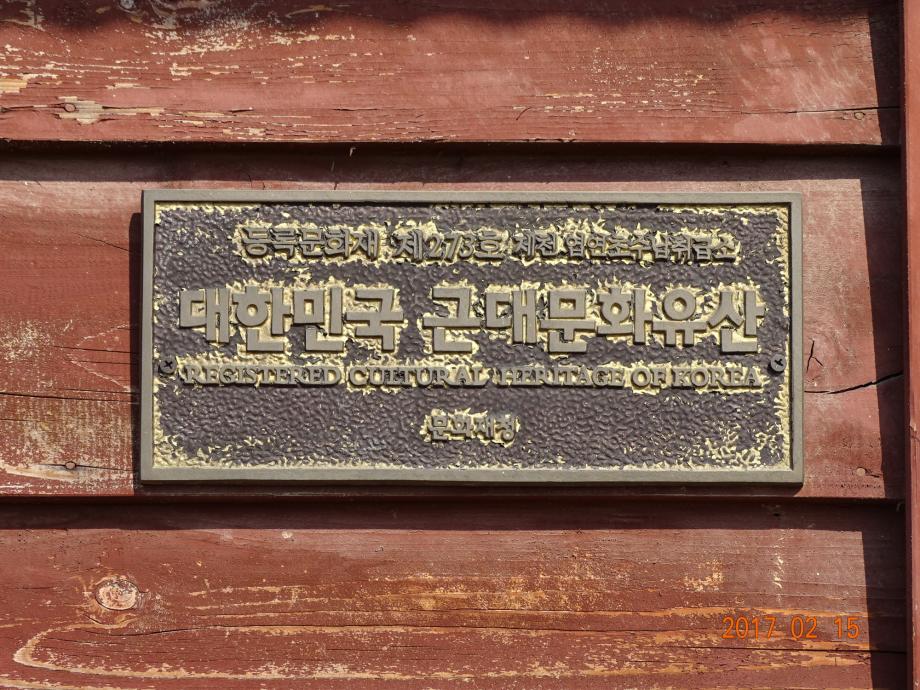 등록문화재 제273호 제천 엽연초수납취급소
대한민국 근대문화유산
REGISTERED CULTURAL HERITAGE OF KOREA
문화재청
2017 02 15